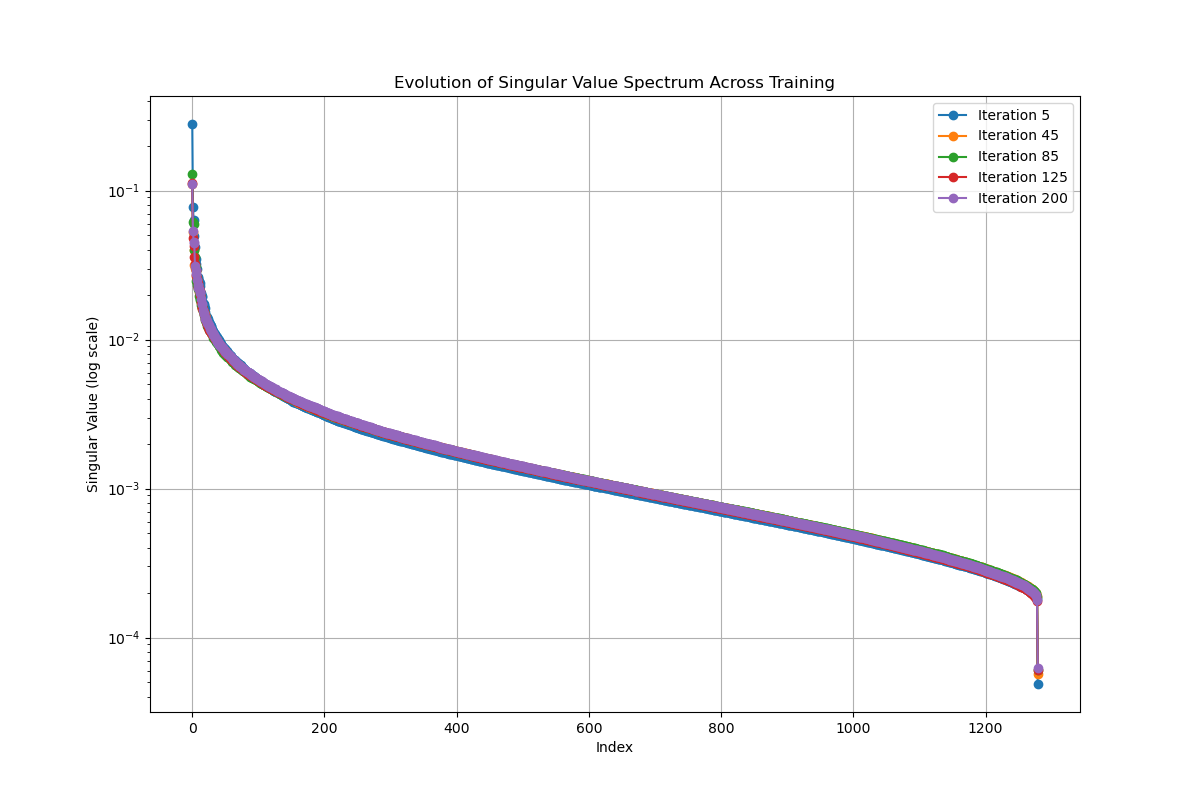 Evolution of Singular Value Spectrum Across Training
Singular Value (log scale)
10⁻¹
10⁻²
10⁻³
10⁻⁴
0 200 400 600 800 1000 1200
Index
Iteration 5
Iteration 45
Iteration 85
Iteration 125
Iteration 200